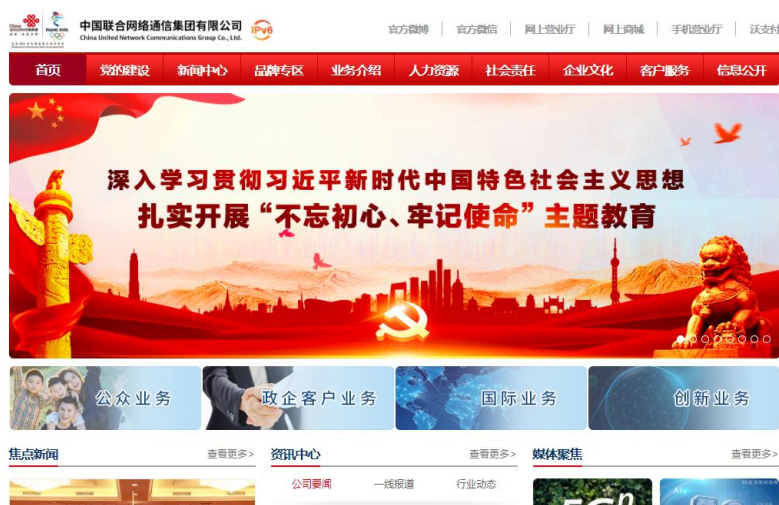 中国联合网络通信集团有限公司
China United Network Communications Group Co., Ltd.
IPv6
官方微博 | 官方微信 | 网上营业厅 | 网上商城 | 手机营业厅 | 沃支付
首页 党的建设 新闻中心 品牌专区 业务介绍 人力资源 社会责任 企业文化 客户服务 信息公开
深入学习贯彻习近平新时代中国特色社会主义思想
扎实开展“不忘初心、牢记使命”主题教育
公众业务 政企客户业务 国际业务 创新业务
焦点新闻 查看更多> 资讯中心 查看更多> 媒体聚焦 查看更多>
公司要闻 一线报道 行业动态